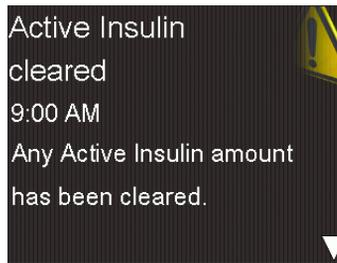 Active Insulin
cleared
9:00 AM
Any Active Insulin amount
has been cleared.